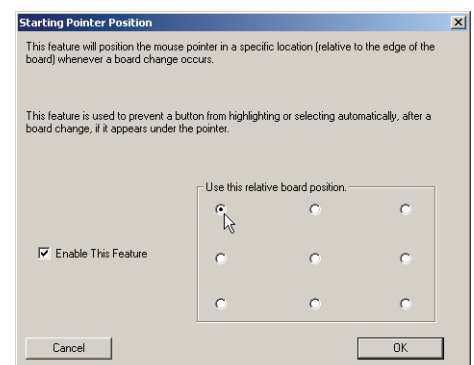 Starting Pointer Position
This feature will position the mouse pointer in a specific location (relative to the edge of the
board) whenever a board change occurs.
This feature is used to prevent a button from highlighting or selecting automatically, after a
board change, if it appears under the pointer.
Use this relative board position.
Enable This Feature
Cancel
OK